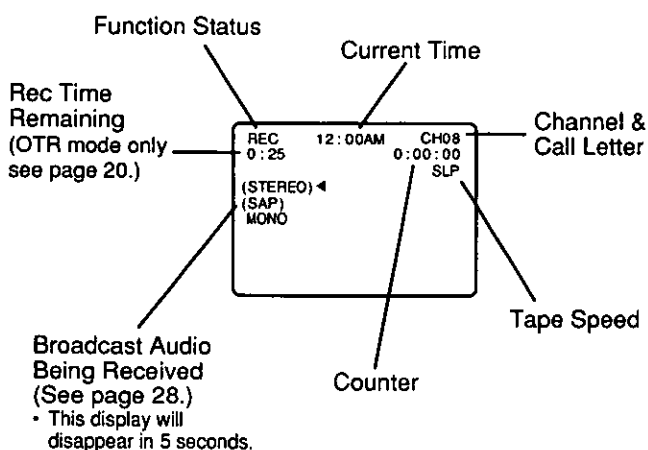 Function Status
Current Time
Rec Time
Remaining
(OTR mode only
see page 20.)
Channel &
Call Letter
REC 12:00AM CH08
0:25 0:00:00
SLP
(STEREO)◄
(SAP)
MONO
Tape Speed
Broadcast Audio
Being Received
(See page 28.)
• This display will
disappear in 5 seconds.
Counter